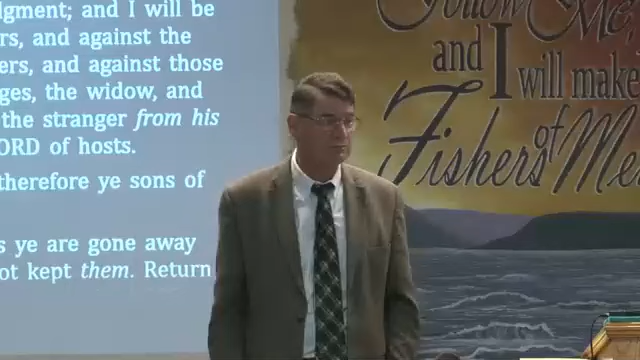 dgment; and I will be
rs, and against the
ers, and against those
ges, the widow, and
the stranger from his
ORD of hosts.
therefore ye sons of
s ye are gone away
ot kept them. Return
Follow Me,
and I will make
Fishers
of
Men